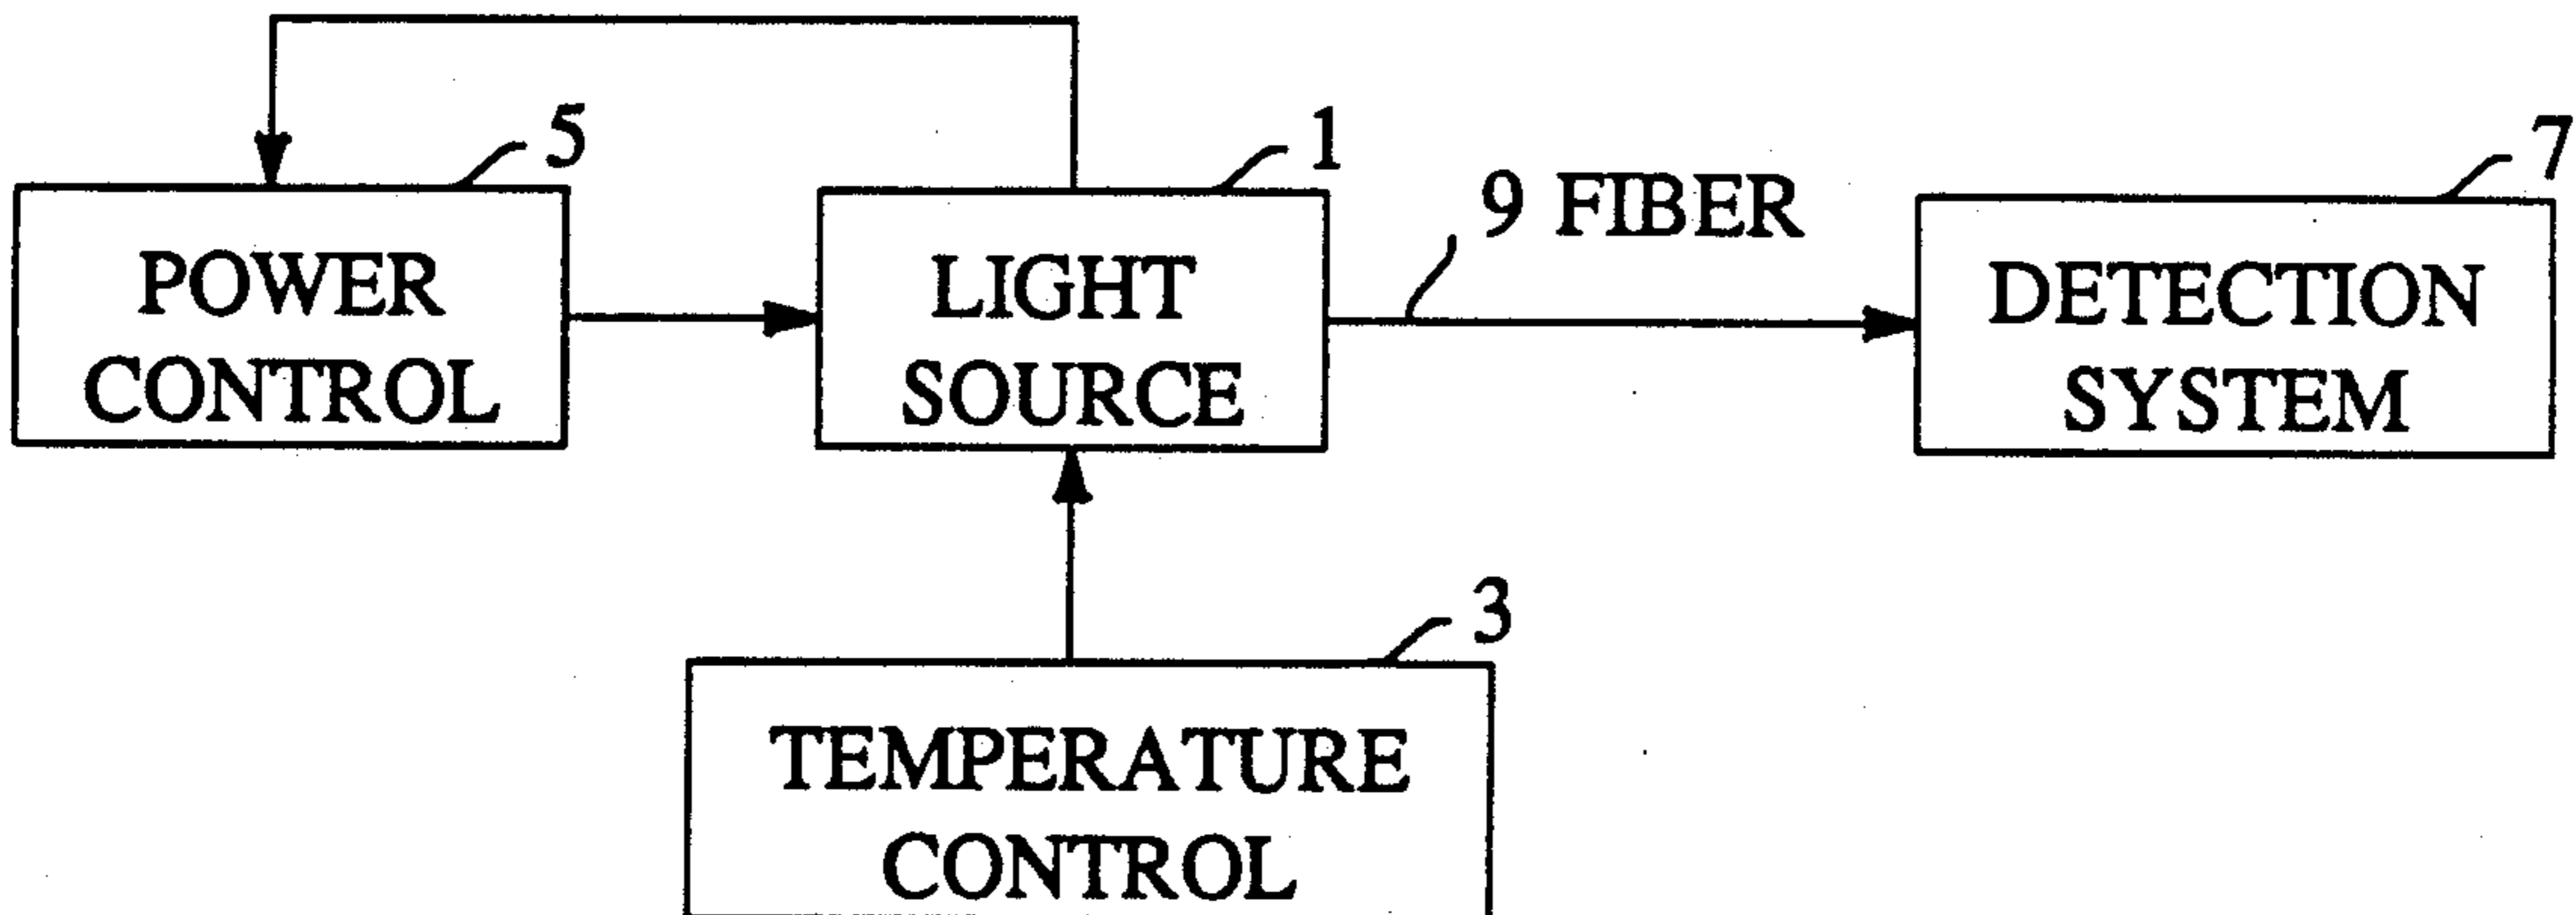 5
POWER
CONTROL
1
LIGHT
SOURCE
9 FIBER
7
DETECTION
SYSTEM
3
TEMPERATURE
CONTROL